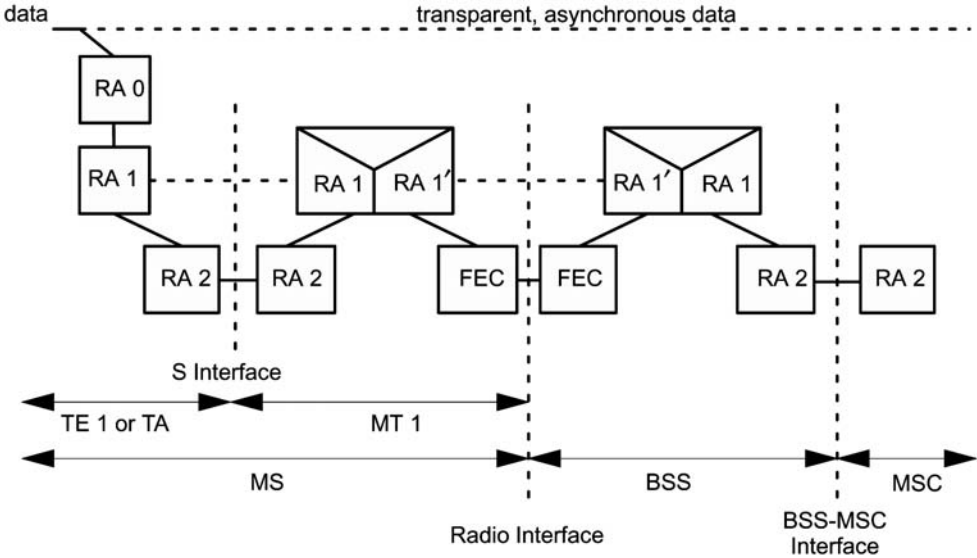 data
transparent, asynchronous data
RA 0
RA 1
RA 1
RA 1′
RA 1′
RA 1
RA 2
RA 2
FEC
FEC
RA 2
RA 2
S Interface
TE 1 or TA
MT 1
MS
BSS
MSC
Radio Interface
BSS-MSC
Interface